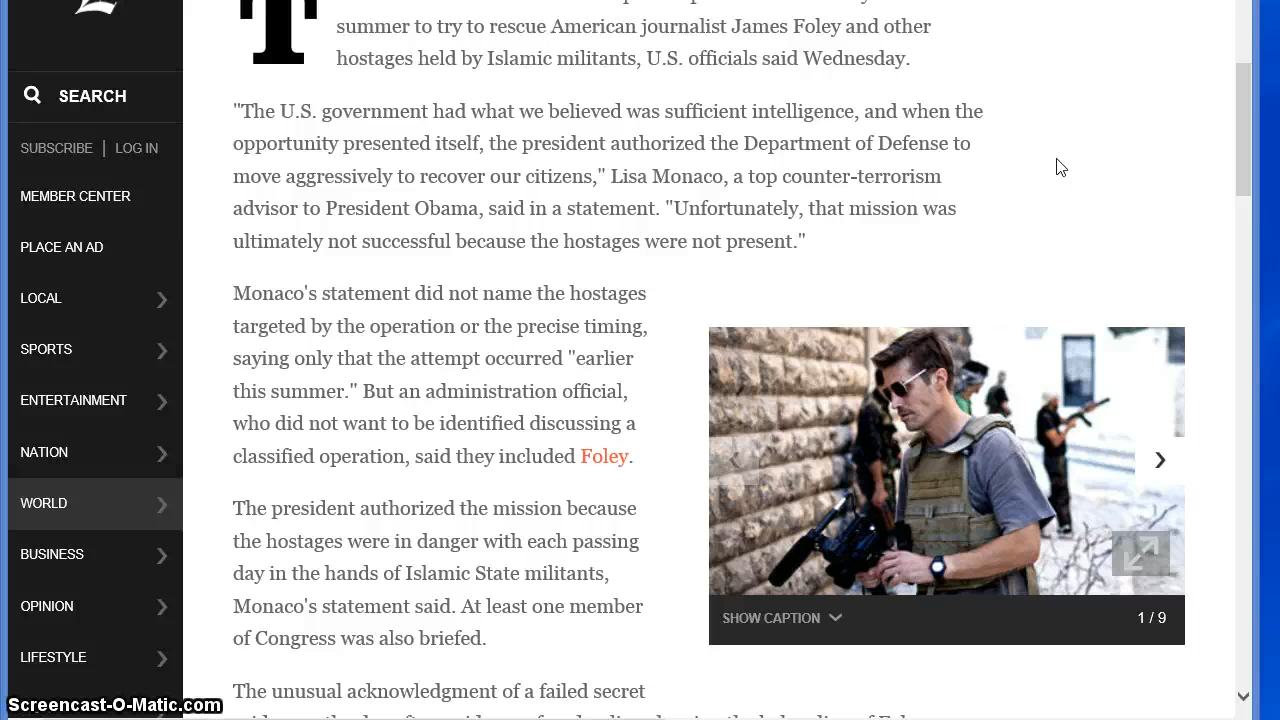 T
summer to try to rescue American journalist James Foley and other
hostages held by Islamic militants, U.S. officials said Wednesday.
SEARCH
SUBSCRIBE | LOG IN
MEMBER CENTER
PLACE AN AD
LOCAL
SPORTS
ENTERTAINMENT
NATION
WORLD
BUSINESS
OPINION
LIFESTYLE
"The U.S. government had what we believed was sufficient intelligence, and when the
opportunity presented itself, the president authorized the Department of Defense to
move aggressively to recover our citizens," Lisa Monaco, a top counter-terrorism
advisor to President Obama, said in a statement. "Unfortunately, that mission was
ultimately not successful because the hostages were not present."
Monaco's statement did not name the hostages
targeted by the operation or the precise timing,
saying only that the attempt occurred "earlier
this summer." But an administration official,
who did not want to be identified discussing a
classified operation, said they included Foley.
The president authorized the mission because
the hostages were in danger with each passing
day in the hands of Islamic State militants,
Monaco's statement said. At least one member
of Congress was also briefed.
The unusual acknowledgment of a failed secret
SHOW CAPTION
1 / 9
Screencast-O-Matic.com